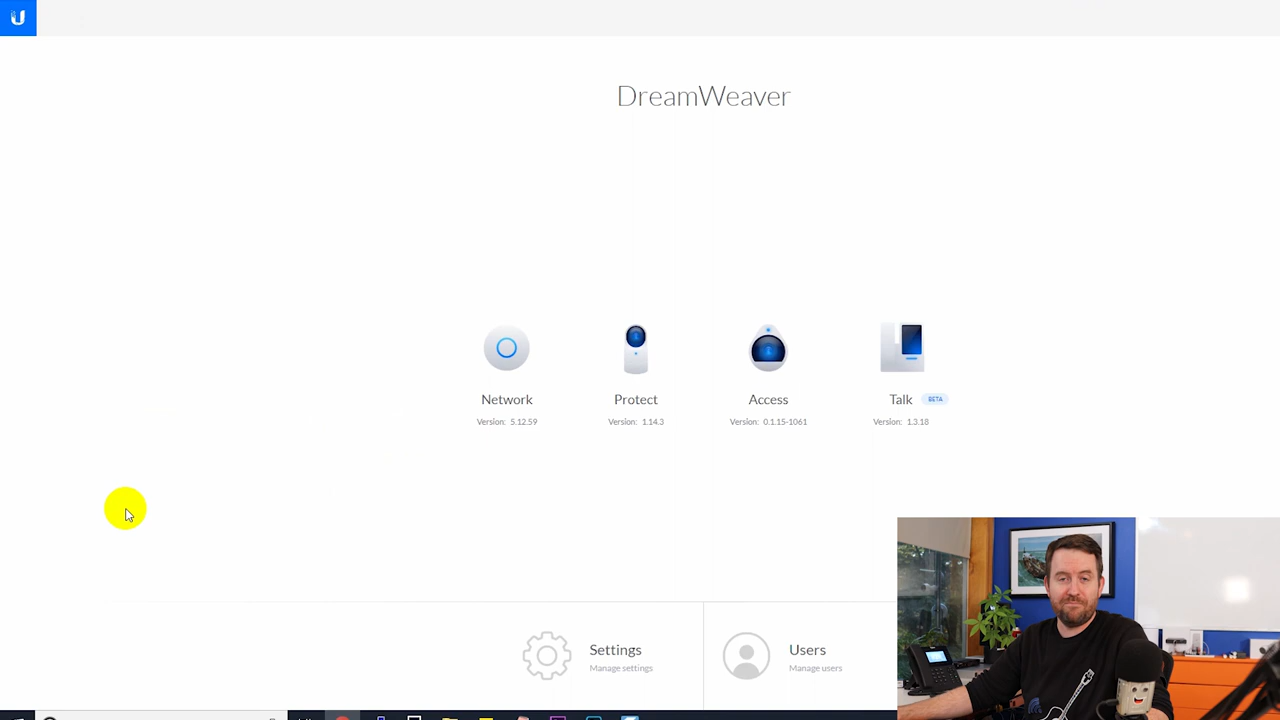 DreamWeaver
Network
Version: 5.12.59
Protect
Version: 1.14.3
Access
Version: 0.1.15-1061
Talk BETA
Version: 1.3.18
Settings
Manage settings
Users
Manage users